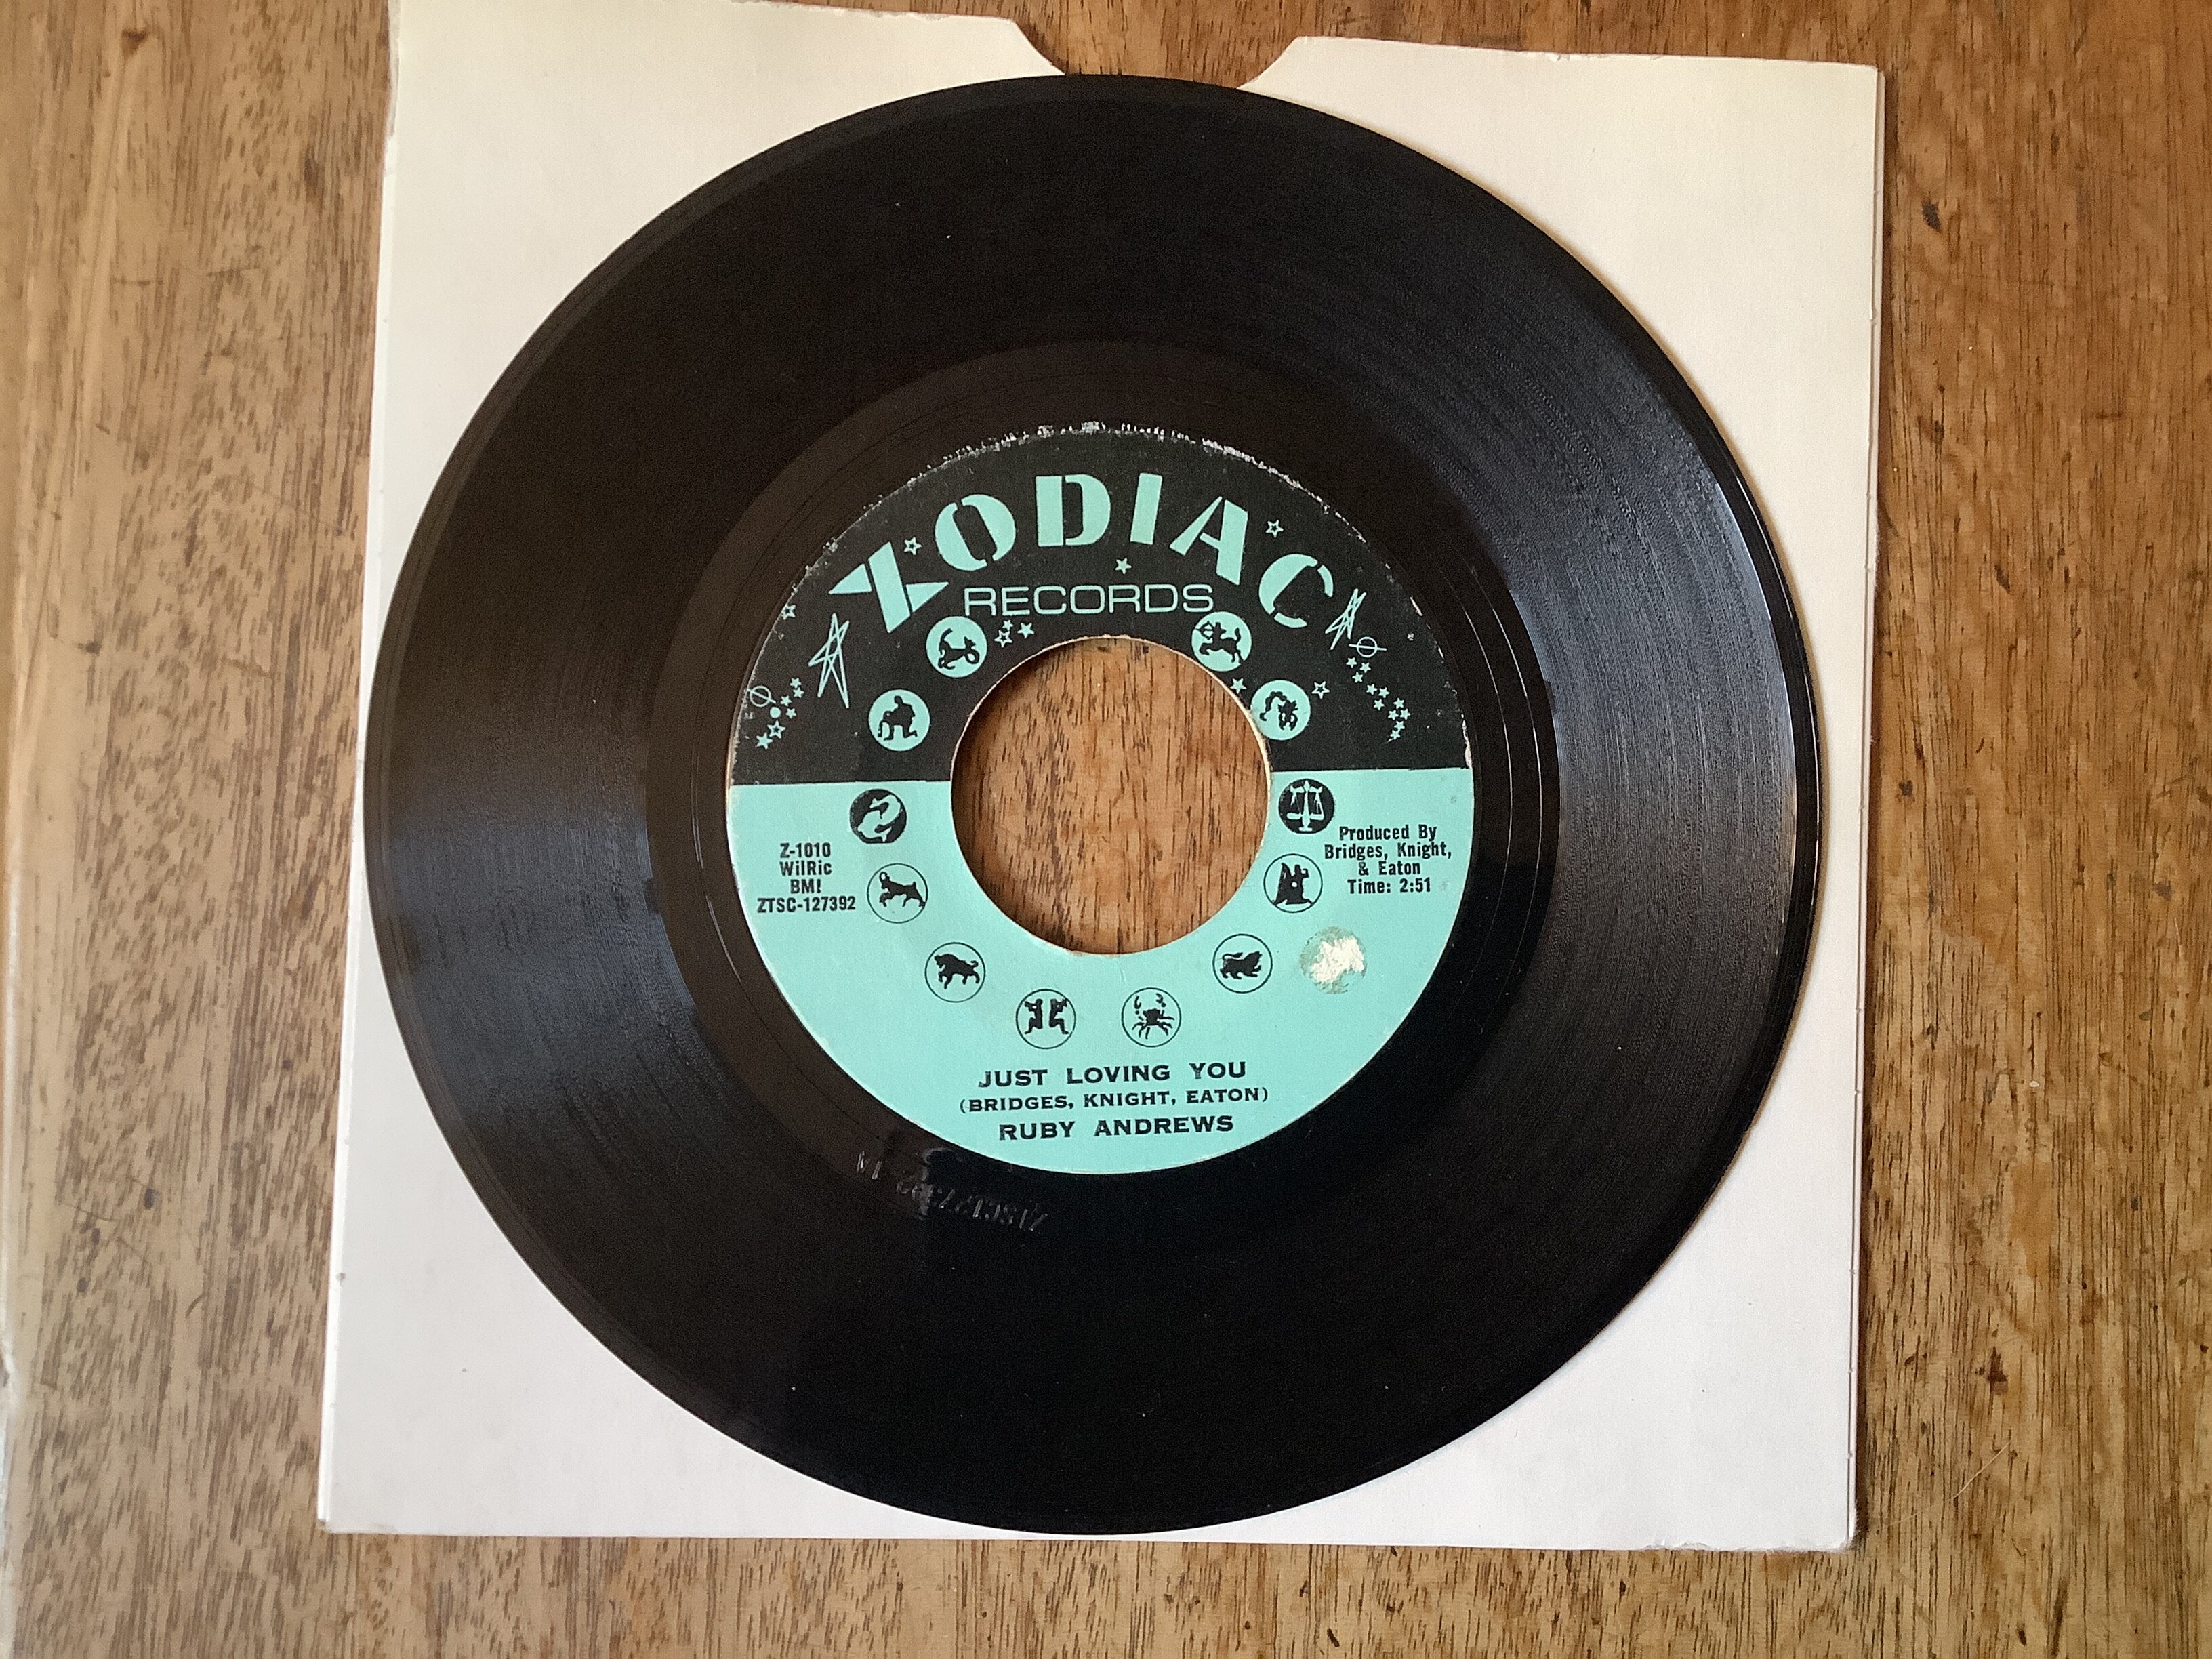 ZODIAC
RECORDS
Z-1010
WilRic
BMI
ZTSC-127392
Produced By
Bridges, Knight,
& Eaton
Time: 2:51
JUST LOVING YOU
(BRIDGES, KNIGHT, EATON)
RUBY ANDREWS